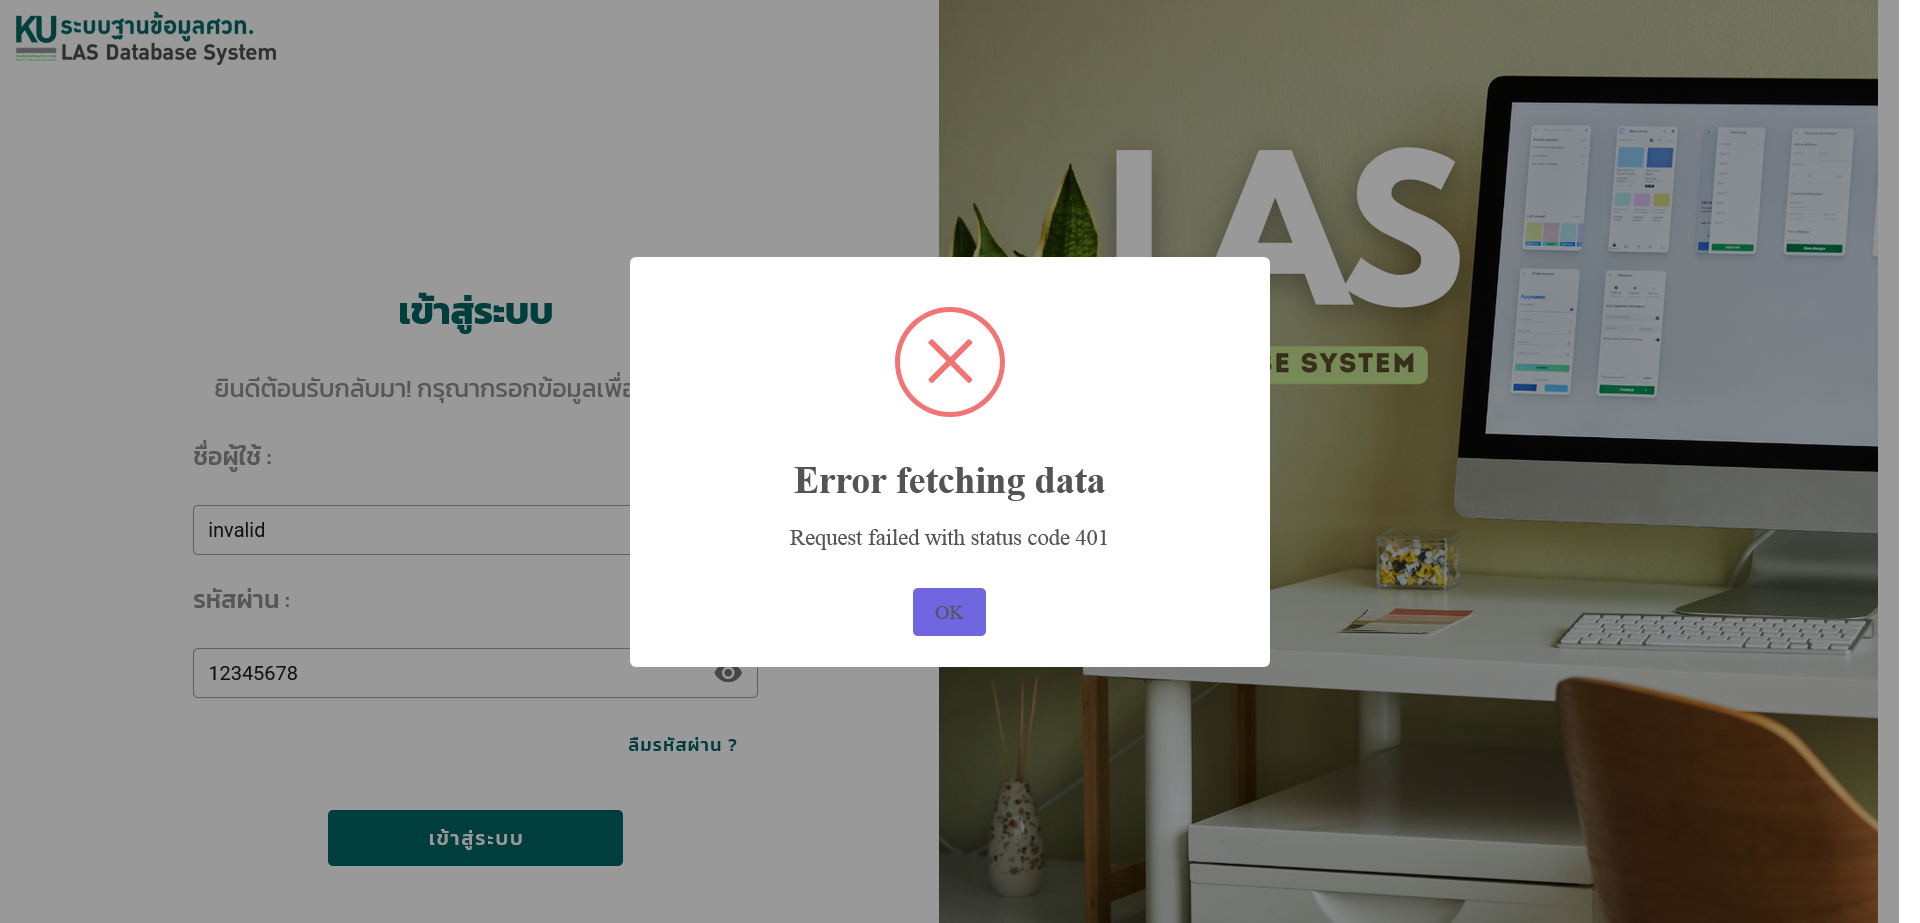 KU ระบบฐานข้อมูลศวท.
LAS Database System
เข้าสู่ระบบ
ยินดีต้อนรับกลับมา! กรุณากรอกข้อมูลเพื่อ
ชื่อผู้ใช้ :
invalid
รหัสผ่าน :
12345678
ลืมรหัสผ่าน ?
เข้าสู่ระบบ
Error fetching data
Request failed with status code 401
OK
LAS
SE SYSTEM